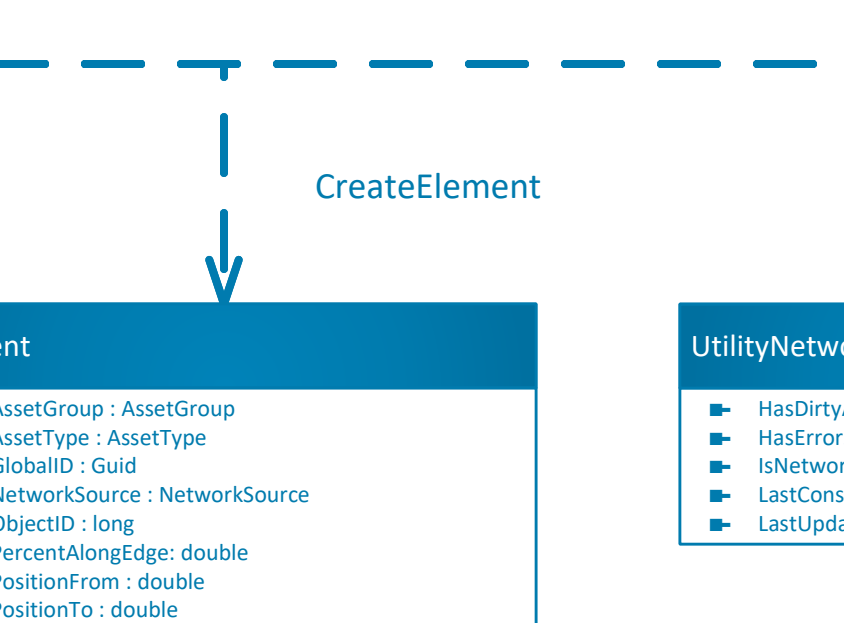 CreateElement
ent
AssetGroup : AssetGroup
AssetType : AssetType
GlobalID : Guid
NetworkSource : NetworkSource
ObjectID : long
PercentAlongEdge: double
PositionFrom : double
PositionTo : double
UtilityNetwo
HasDirtyA
HasError
IsNetwor
LastCons
LastUpda